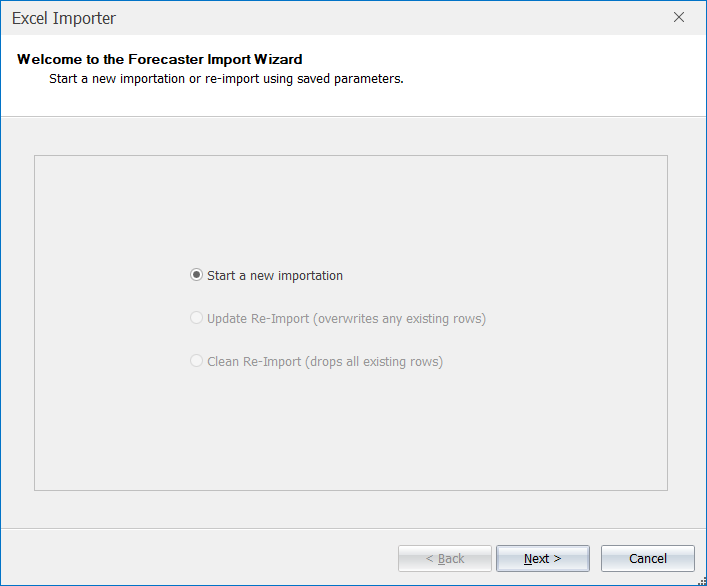 Excel Importer
Welcome to the Forecaster Import Wizard
Start a new importation or re-import using saved parameters.
Start a new importation
Update Re-Import (overwrites any existing rows)
Clean Re-Import (drops all existing rows)
< Back
Next >
Cancel